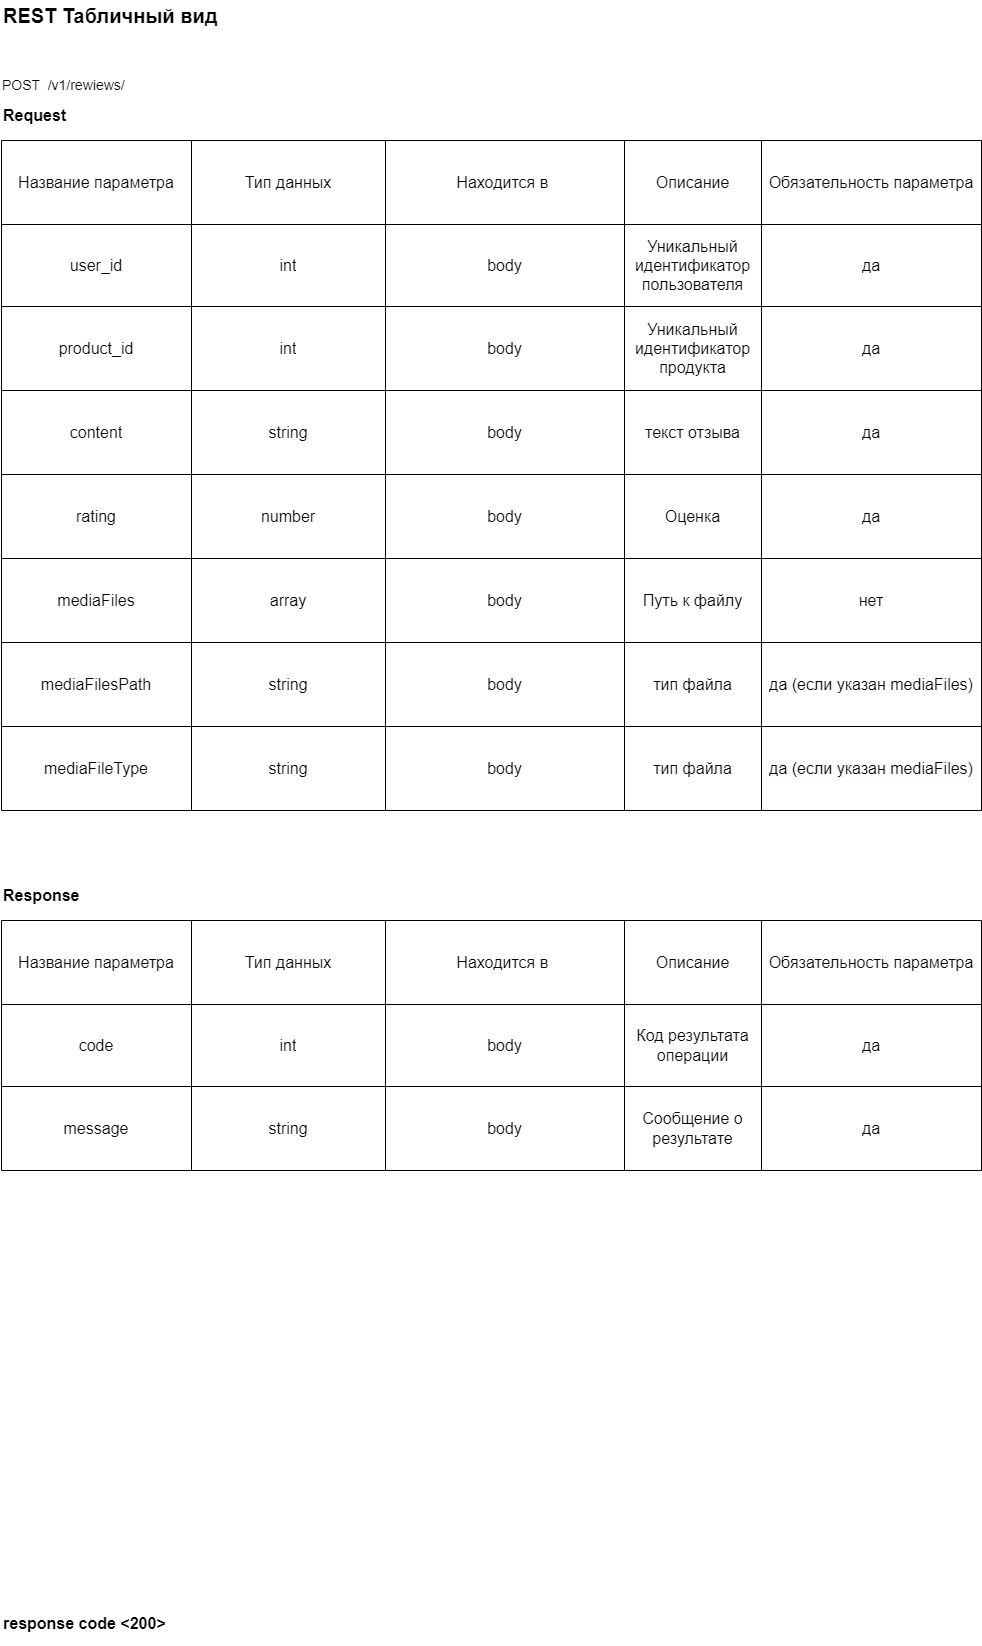 REST Табличный вид
POST /v1/rewiews/
Request
Название параметра Тип данных Находится в Описание Обязательность параметра
user_id int body Уникальный идентификатор пользователя да
product_id int body Уникальный идентификатор продукта да
content string body текст отзыва да
rating number body Оценка да
mediaFiles array body Путь к файлу нет
mediaFilesPath string body тип файла да (если указан mediaFiles)
mediaFileType string body тип файла да (если указан mediaFiles)
Response
Название параметра Тип данных Находится в Описание Обязательность параметра
code int body Код результата операции да
message string body Сообщение о результате да
response code <200>